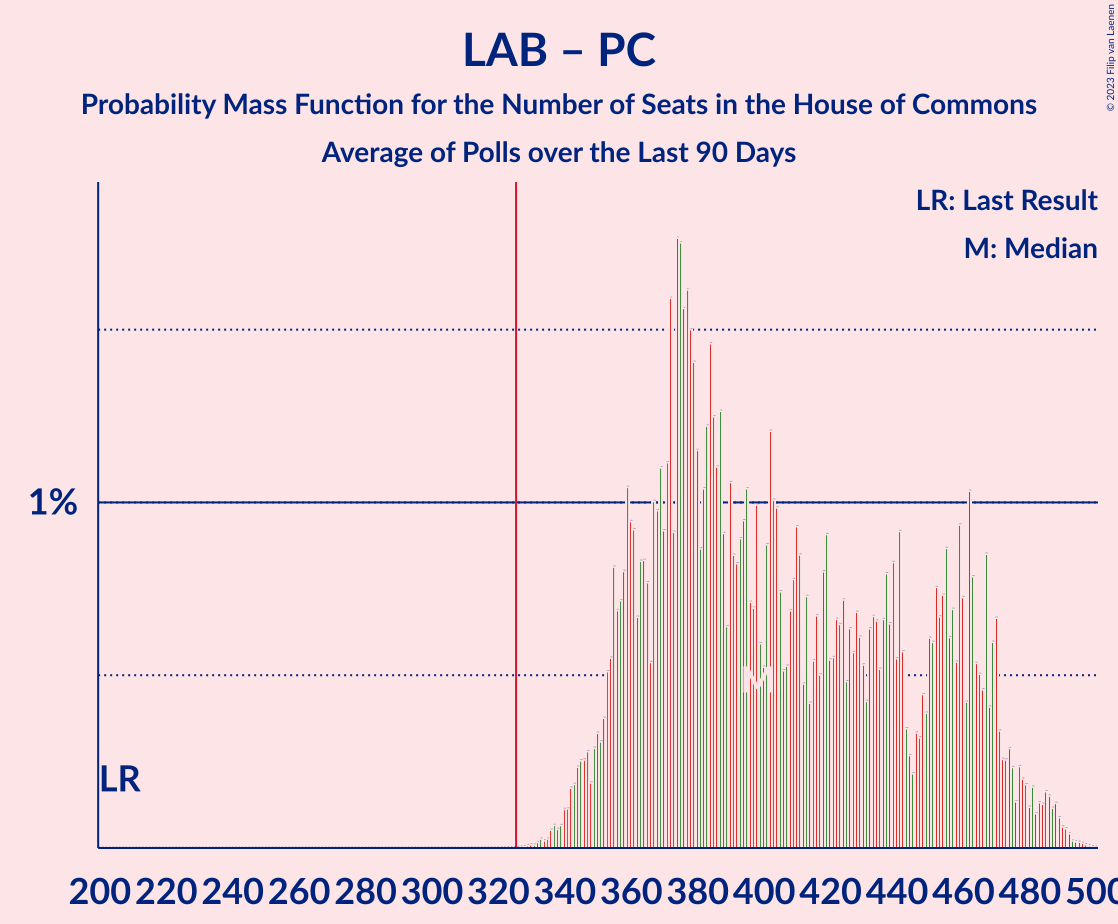 LAB – PC
Probability Mass Function for the Number of Seats in the House of Commons
Average of Polls over the Last 90 Days
© 2023 Filip van Laenen
LR: Last Result
M: Median
1%
M
LR
200 220 240 260 280 300 320 340 360 380 400 420 440 460 480 500